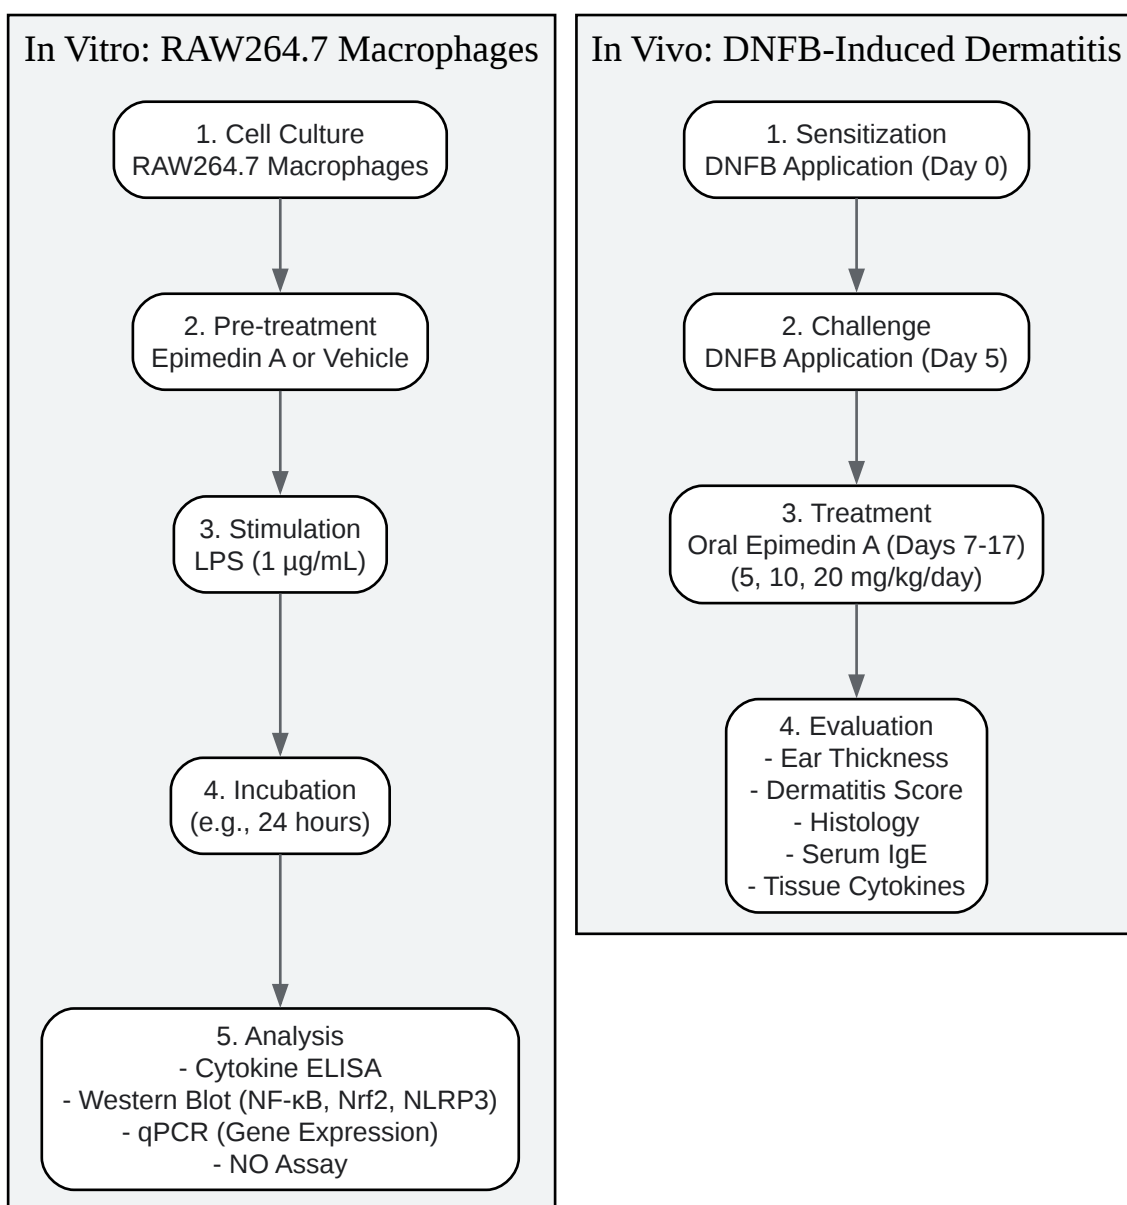 In Vitro: RAW264.7 Macrophages
1. Cell Culture
RAW264.7 Macrophages
2. Pre-treatment
Epimedin A or Vehicle
3. Stimulation
LPS (1 µg/mL)
4. Incubation
(e.g., 24 hours)
5. Analysis
- Cytokine ELISA
- Western Blot (NF-κB, Nrf2, NLRP3)
- qPCR (Gene Expression)
- NO Assay
In Vivo: DNFB-Induced Dermatitis
1. Sensitization
DNFB Application (Day 0)
2. Challenge
DNFB Application (Day 5)
3. Treatment
Oral Epimedin A (Days 7-17)
(5, 10, 20 mg/kg/day)
4. Evaluation
- Ear Thickness
- Dermatitis Score
- Histology
- Serum IgE
- Tissue Cytokines